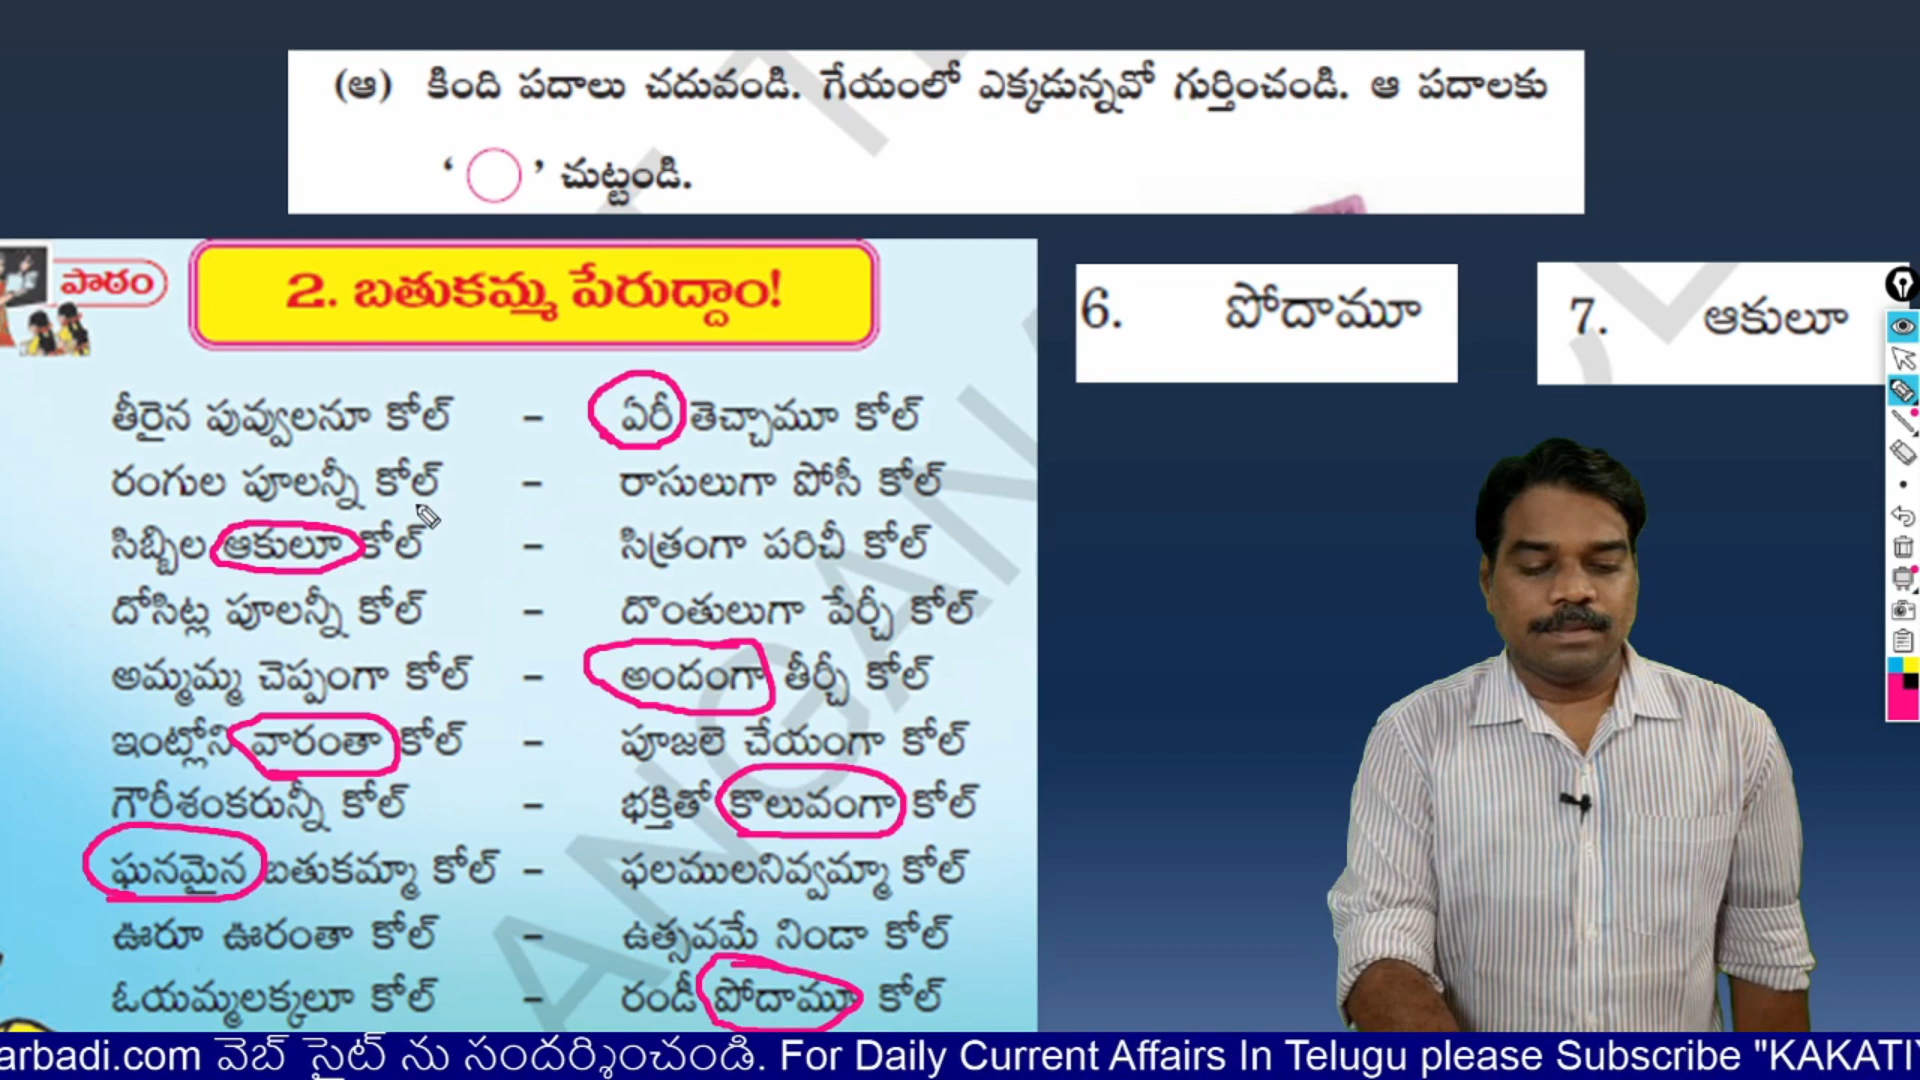 (ఆ) కింది పదాలు చదువండి. గేయంలో ఎక్కడున్నవో గుర్తించండి. ఆ పదాలకు
‘ ’ చుట్టండి.
పాఠం
2. బతుకమ్మ పేరుద్దాం!
6. పోదామూ
7. ఆకులూ
తీరైన పువ్వులనూ కోల్ – ఏరీ తెచ్చామూ కోల్
రంగుల పూలన్నీ కోల్ – రాసులుగా పోసీ కోల్
సిబ్బిల ఆకులూ కోల్ – సిత్రంగా పరిచీ కోల్
దోసిట్ల పూలన్నీ కోల్ – దొంతులుగా పేర్చీ కోల్
అమ్మమ్మ చెప్పంగా కోల్ – అందంగా తీర్చీ కోల్
ఇంట్లోని వారంతా కోల్ – పూజలె చేయంగా కోల్
గౌరీశంకరున్నీ కోల్ – భక్తితో కొలువంగా కోల్
ఘనమైన బతుకమ్మా కోల్ – ఫలములనివ్వమ్మా కోల్
ఊరూ ఊరంతా కోల్ – ఉత్సవమే నిండా కోల్
ఓయమ్మలక్కలూ కోల్ – రండీ పోదామూ కోల్
arbadi.com వెబ్ సైట్ ను సందర్శించండి. For Daily Current Affairs In Telugu please Subscribe "KAKATIY